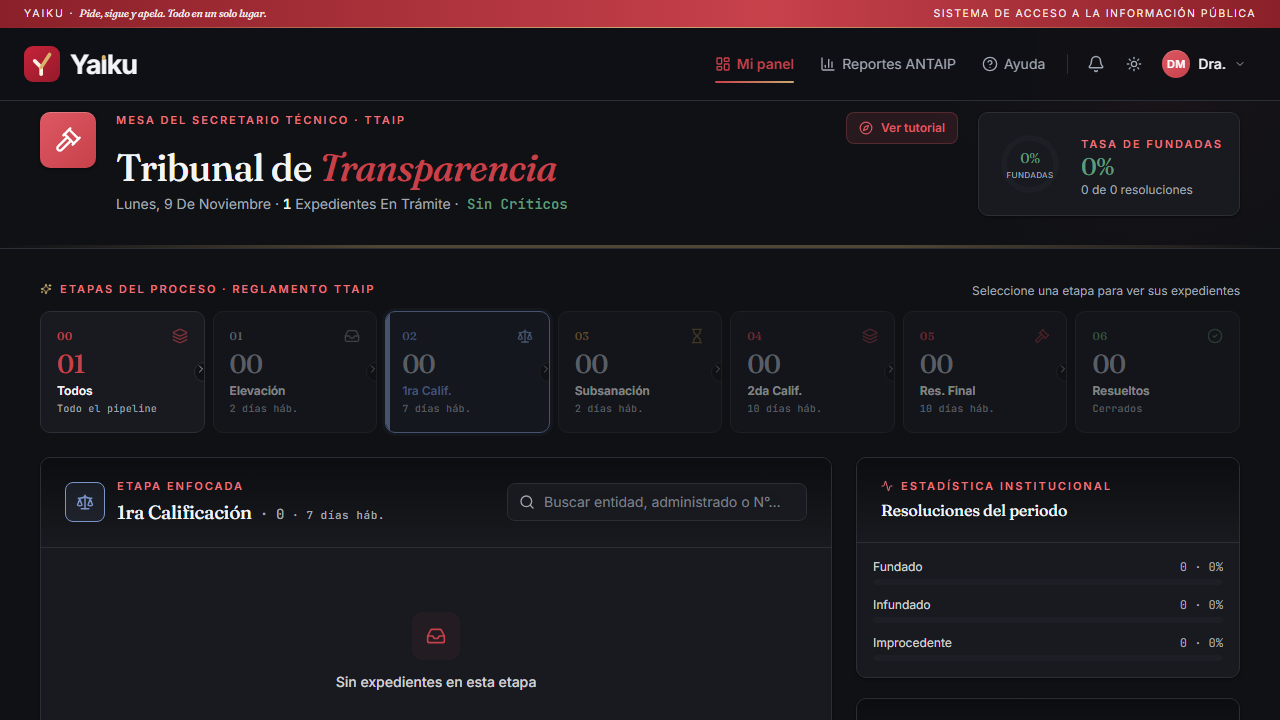 YAIKU · Pide, sigue y apela. Todo en un solo lugar.
SISTEMA DE ACCESO A LA INFORMACIÓN PÚBLICA
Yaiku
Mi panel
Reportes ANTAIP
Ayuda
DM
Dra.
MESA DEL SECRETARIO TÉCNICO · TTAIP
Tribunal de Transparencia
Lunes, 9 De Noviembre · 1 Expedientes En Trámite · Sin Críticos
Ver tutorial
0%
FUNDADAS
TASA DE FUNDADAS
0%
0 de 0 resoluciones
ETAPAS DEL PROCESO · REGLAMENTO TTAIP
Seleccione una etapa para ver sus expedientes
00
01
Todos
Todo el pipeline
01
00
Elevación
2 días háb.
02
00
1ra Calif.
7 días háb.
03
00
Subsanación
2 días háb.
04
00
2da Calif.
10 días háb.
05
00
Res. Final
18 días háb.
06
00
Resueltos
Cerrados
ETAPA ENFOCADA
1ra Calificación · 0 · 7 días háb.
Buscar entidad, administrado o N°...
Sin expedientes en esta etapa
ESTADÍSTICA INSTITUCIONAL
Resoluciones del periodo
Fundado 0 · 0%
Infundado 0 · 0%
Improcedente 0 · 0%